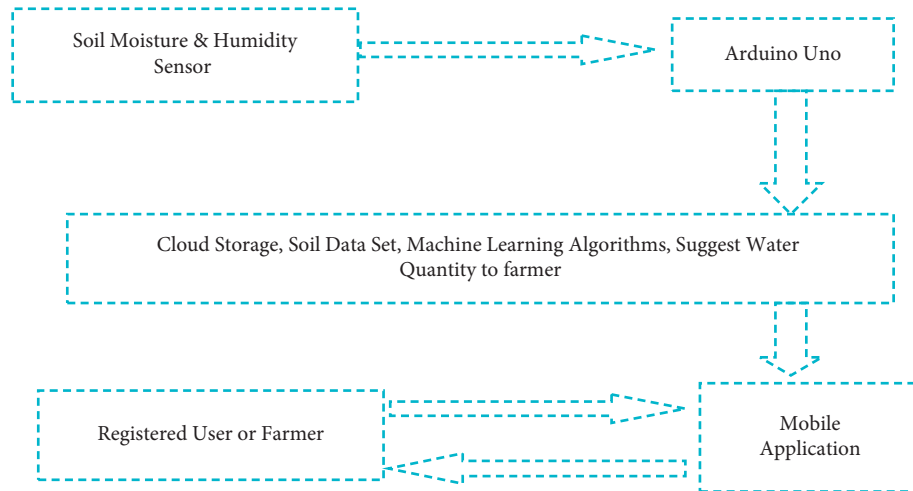 Soil Moisture & Humidity
Sensor
Arduino Uno
Cloud Storage, Soil Data Set, Machine Learning Algorithms, Suggest Water
Quantity to farmer
Registered User or Farmer
Mobile
Application